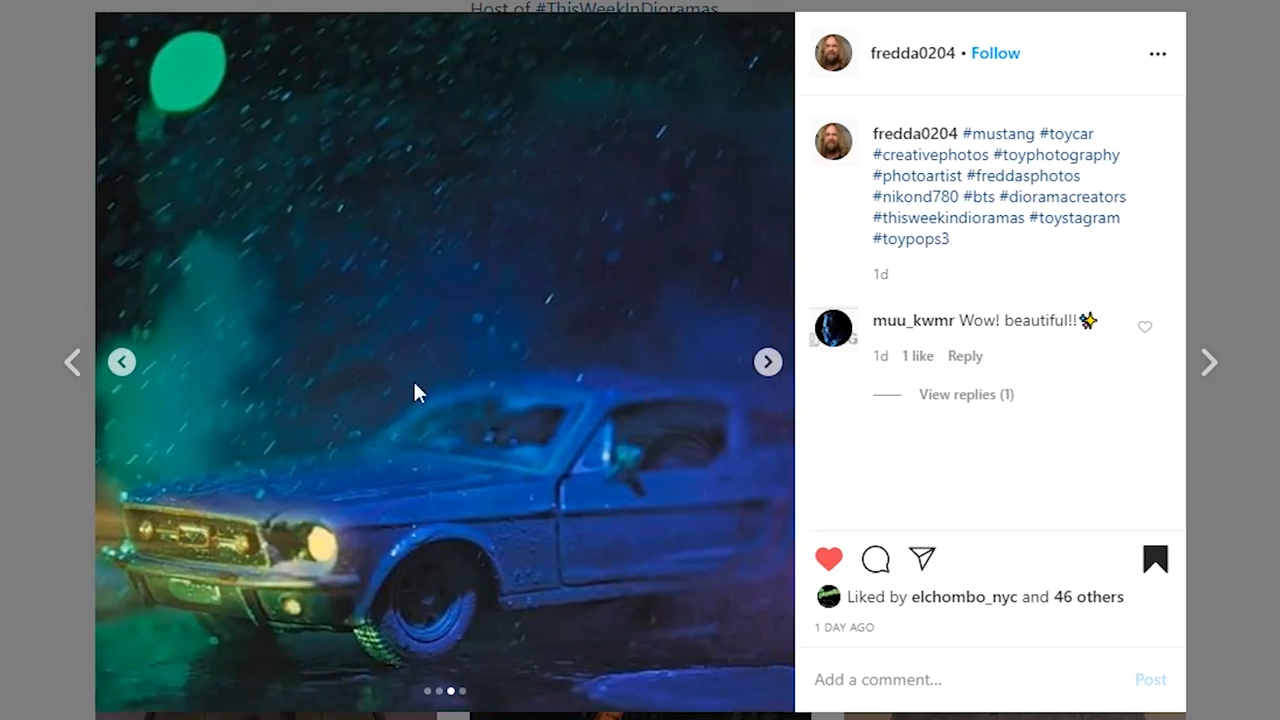 Host of #ThisWeekInDioramas
fredda0204 • Follow
fredda0204 #mustang #toycar
#creativephotos #toyphotography
#photoartist #freddasphotos
#nikond780 #bts #dioramacreators
#thisweekindioramas #toystagram
#toypops3
1d
muu_kwmr Wow! beautiful!!✨
1d 1 like Reply
View replies (1)
Liked by elchombo_nyc and 46 others
1 DAY AGO
Add a comment... Post